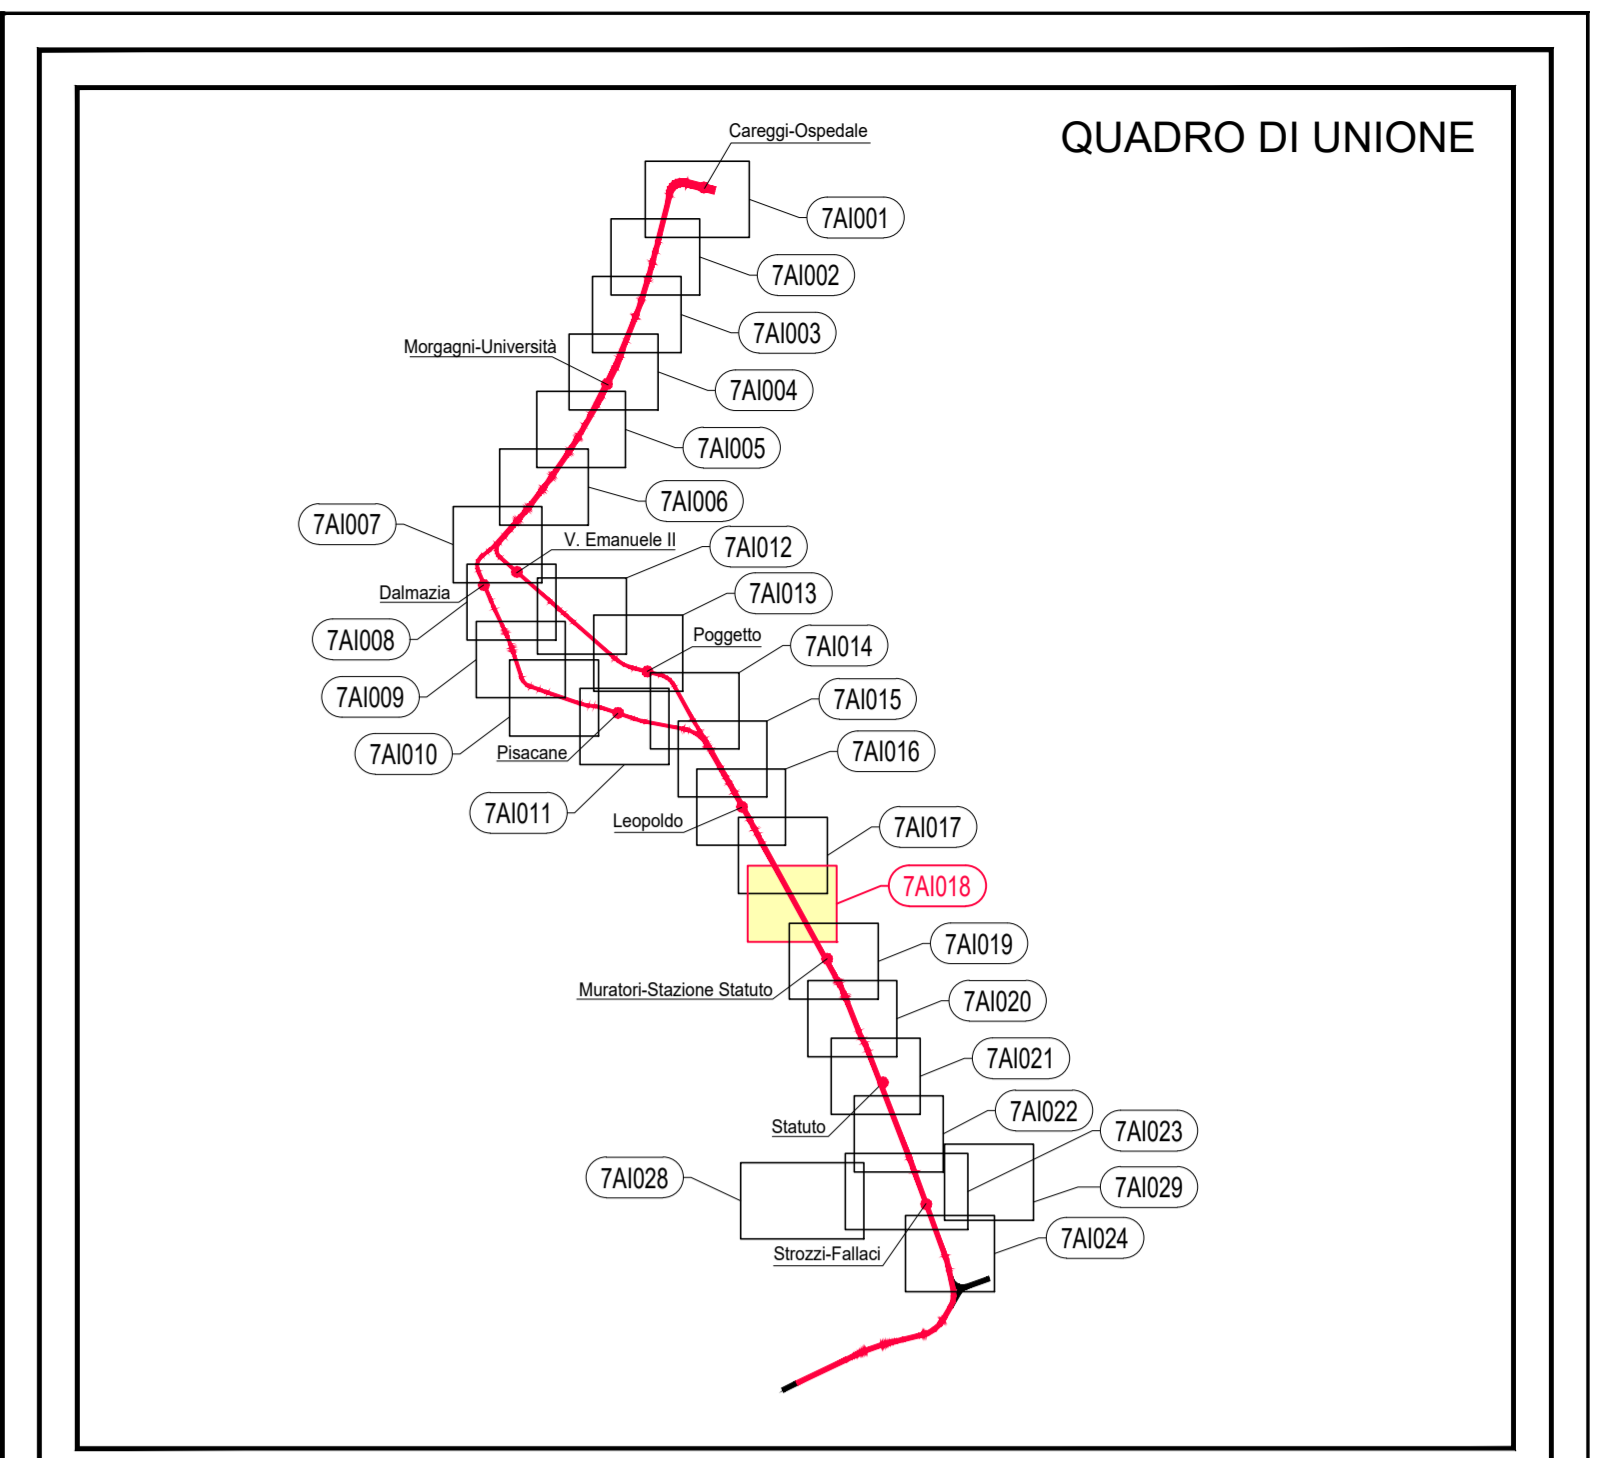 QUADRO DI UNIONE
Careggi-Ospedale
7AI001
7AI002
7AI003
Morgagni-Università
7AI004
7AI005
7AI006
7AI007
V. Emanuele II
7AI012
Dalmazia
7AI013
7AI008
Poggetto
7AI014
7AI009
7AI015
7AI010
Pisacane
7AI016
7AI011
Leopoldo
7AI017
7AI018
7AI019
Muratori-Stazione Statuto
7AI020
7AI021
7AI022
Statuto
7AI023
7AI028
7AI029
7AI024
Strozzi-Fallaci